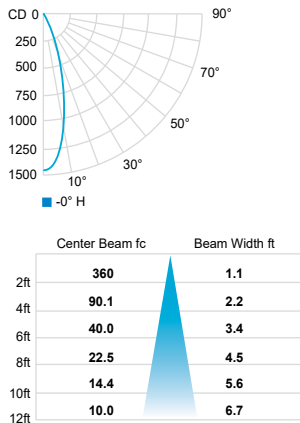 CD 0
90°
250
500
70°
750
1000
50°
1250
30°
1500
10°
-0° H
Center Beam fc Beam Width ft
2ft 360 1.1
4ft 90.1 2.2
6ft 40.0 3.4
8ft 22.5 4.5
10ft 14.4 5.6
12ft 10.0 6.7